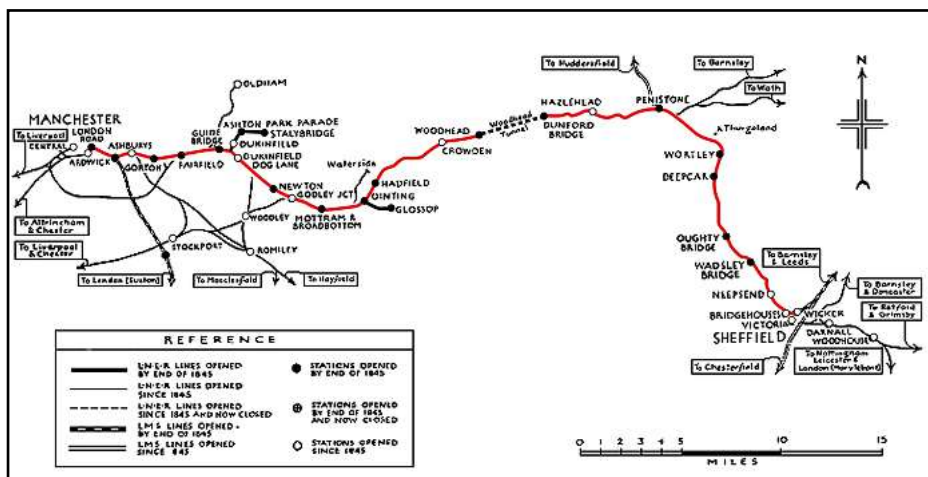 OLDHAM
MANCHESTER
To Liverpool
CENTRAL
LONDON
ROAD
ARDWICK
ASHBURYS
GORTON
FAIRFIELD
GUIDE
BRIDGE
ASHTON PARK PARADE
STALYBRIDGE
DUKINFIELD
DUKINFIELD
DOG LANE
NEWTON
GODLEY JCT
MOTTRAM &
BROADBOTTOM
Waterside
HADFIELD
DINTING
GLOSSOP
WOODHEAD
CROWDEN
Woodhead
Tunnel
DUNFORD
BRIDGE
HAZLEHEAD
PENISTONE
To Huddersfield
To Barnsley
To Wath
Thurgoland
WORTLEY
DEEPCAR
OUGHTY
BRIDGE
WADSLEY
BRIDGE
NEEPSEND
BRIDGEHOUSES
VICTORIA
SHEFFIELD
WICKER
DARNALL
WOODHOUSE
To Barnsley
& Leeds
To Barnsley
& Doncaster
To Retford
& Grimsby
To Nottingham
Leicester &
London (Marylebone)
To Chesterfield
N
To Altrincham
& Chester
To Liverpool
& Chester
STOCKPORT
WOODLEY
ROMILEY
To London (Euston)
To Macclesfield
To Hayfield
REFERENCE
L·N·E·R LINES OPENED
BY END OF 1845
L·N·E·R LINES OPENED
SINCE 1845
L·N·E·R LINES OPENED
SINCE 1845 AND NOW CLOSED
LMS LINES OPENED
BY END OF 1845
LMS LINES OPENED
SINCE 1845
STATIONS OPENED
BY END OF 1845
STATIONS OPENED
BY END OF 1845
AND NOW CLOSED
STATIONS OPENED
SINCE 1845
0 1 2 3 4 5 10 15
MILES